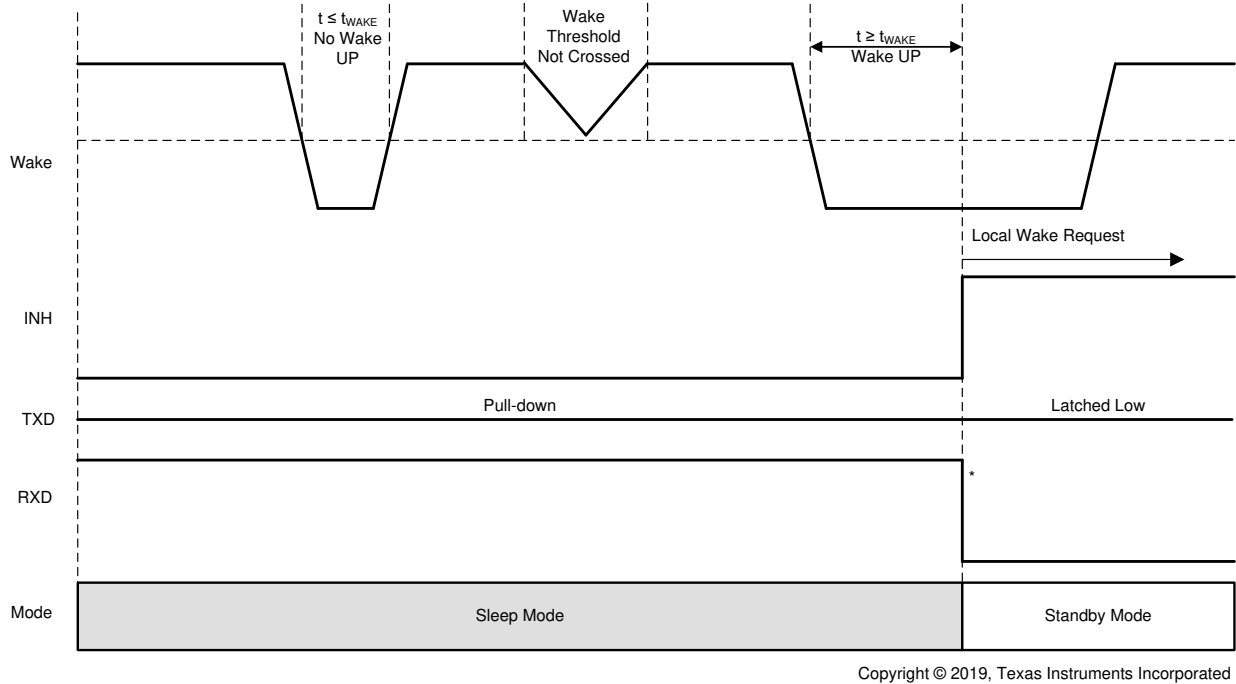 t ≤ tWAKE
No Wake
UP
Wake
Threshold
Not Crossed
t ≥ tWAKE
Wake UP
Wake
Local Wake Request
INH
Pull-down
Latched Low
TXD
*
RXD
Mode
Sleep Mode
Standby Mode
Copyright © 2019, Texas Instruments Incorporated